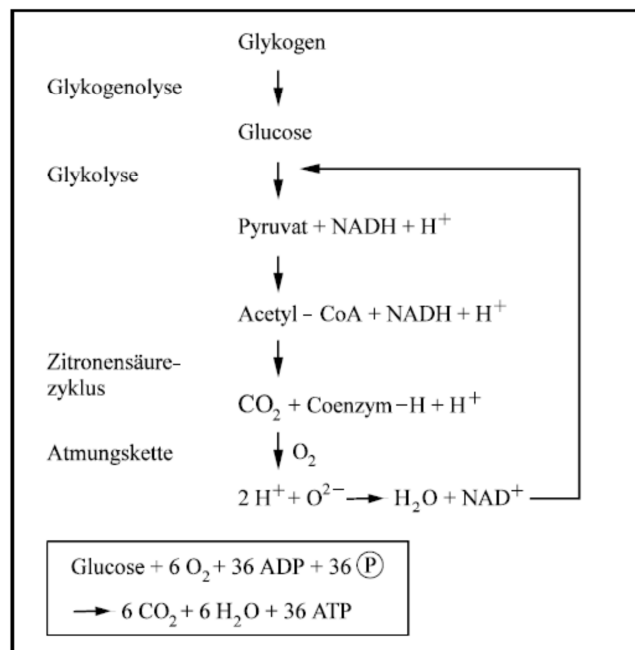 Glykogen
Glykogenolyse
Glucose
Glykolyse
Pyruvat + NADH + H⁺
Acetyl – CoA + NADH + H⁺
Zitronensäure-
zyklus
CO₂ + Coenzym –H + H⁺
Atmungskette
O₂
2 H⁺ + O²⁻ → H₂O + NAD⁺
Glucose + 6 O₂ + 36 ADP + 36 Ⓟ
→ 6 CO₂ + 6 H₂O + 36 ATP